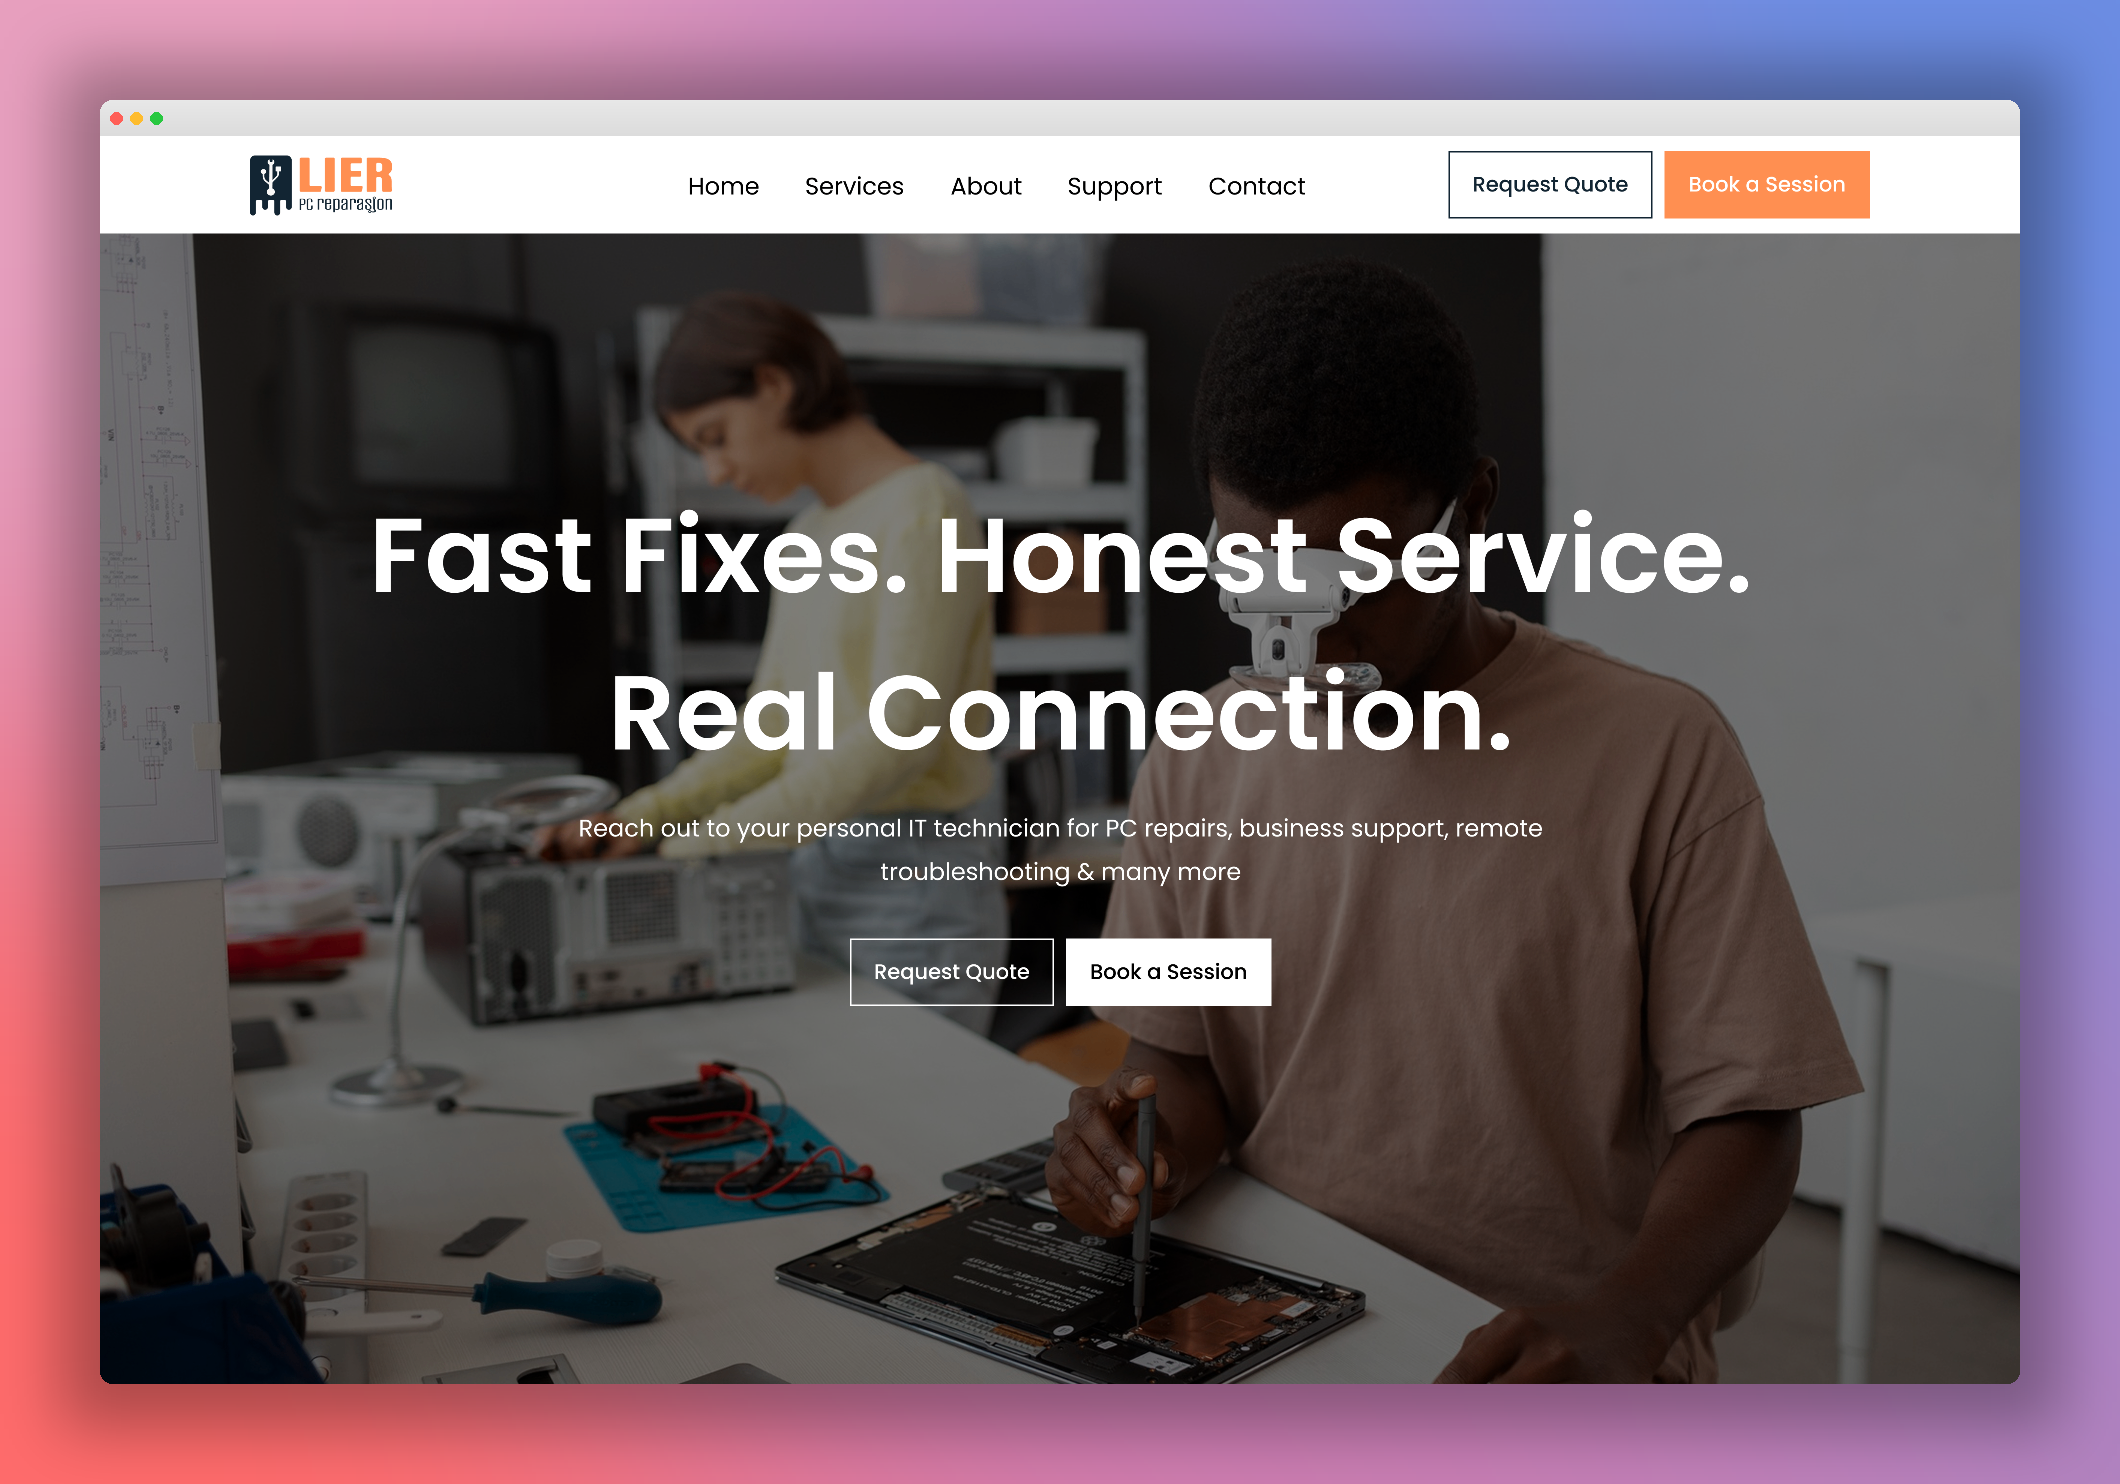 LIER
PC reparasjon
Home
Services
About
Support
Contact
Request Quote
Book a Session
Fast Fixes. Honest Service.
Real Connection.
Reach out to your personal IT technician for PC repairs, business support, remote
troubleshooting & many more
Request Quote
Book a Session